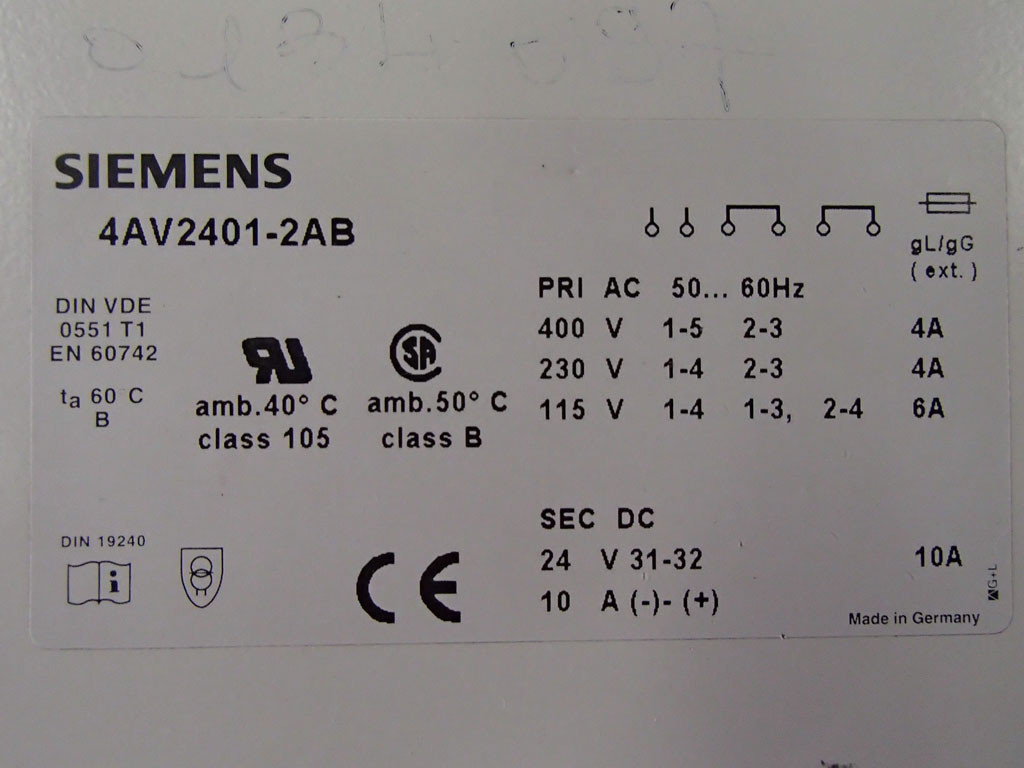 SIEMENS
4AV2401-2AB
gL/gG
(ext.)
DIN VDE
0551 T1
EN 60742
ta 60 C
B
amb.40° C
class 105
SA
amb.50° C
class B
PRI AC 50... 60Hz
400 V 1-5 2-3 4A
230 V 1-4 2-3 4A
115 V 1-4 1-3, 2-4 6A
DIN 19240
i
CE
SEC DC
24 V 31-32 10A
10 A (-)- (+)
G+L
Made in Germany